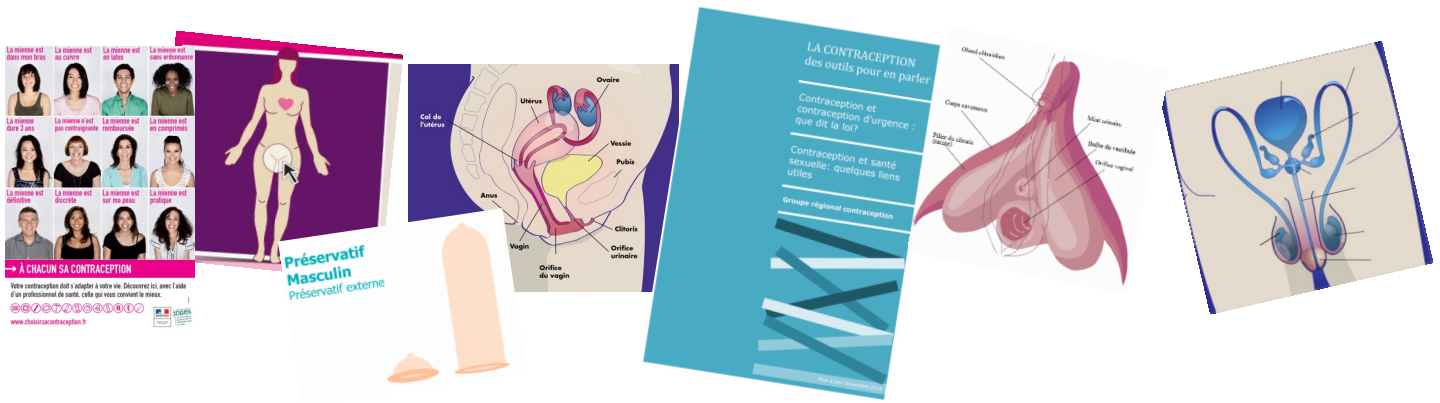 La mienne est
dans mon bras
La mienne est
au cuivre
La mienne est
en latex
La mienne est
sans ordonnance
La mienne
dure 3 ans
La mienne n'est
pas contraignante
La mienne est
remboursée
La mienne est
en comprimés
La mienne est
définitive
La mienne est
discrète
La mienne est
sur ma peau
La mienne est
pratique
→ À CHACUN SA CONTRACEPTION
Votre contraception doit s'adapter à votre vie. Découvrez ici, avec l'aide
d'un professionnel de santé, celle qui vous convient le mieux.
www.choisirsacontraception.fr
inpes
Préservatif
Masculin
Préservatif externe
Ovaire
Utérus
Col de
l'utérus
Vessie
Pubis
Anus
Vagin
Clitoris
Orifice
urinaire
Orifice
du vagin
LA CONTRACEPTION
des outils pour en parler
Contraception et
contraception d'urgence :
que dit la loi?
Contraception et santé
sexuelle: quelques liens
utiles
Groupe régional contraception
Gland clitoridien
Corps caverneux
Pilier du clitoris
(racine)
Méat urinaire
Bulbe du vestibule
Orifice vaginal